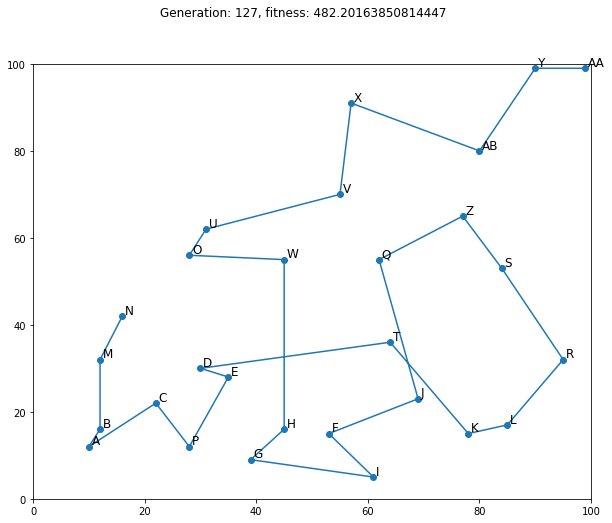 Generation: 127, fitness: 482.20163850814447
100
Y
AA
X
80
AB
V
Z
U
60
O
W
Q
S
N
40
T
M
R
D
E
J
20
C
B
H
F
K
L
A
P
G
I
0
0
20
40
60
80
100